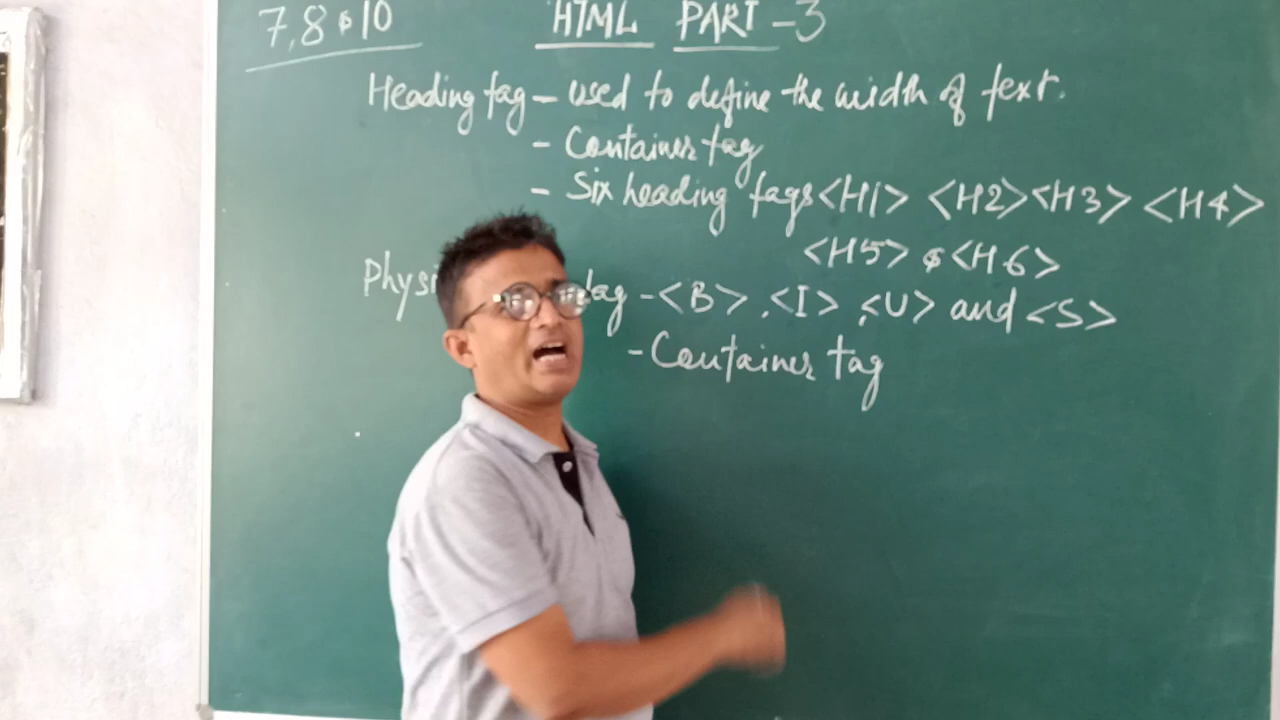 7,8 & 10
HTML PART -3
Heading tag - used to define the width of text.
- Container tag
- Six heading tags <H1> <H2> <H3> <H4>
<H5> & <H6>
tag - <B>, <I>, <U> and <S>
- Container tag